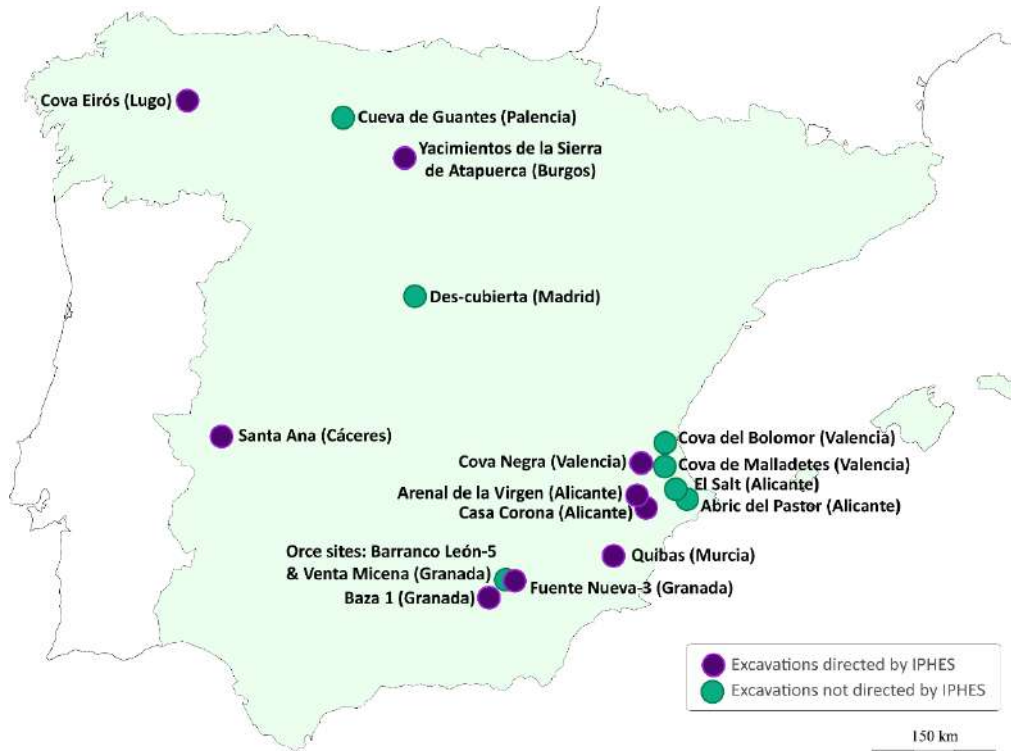 Cova Eirós (Lugo)
Cueva de Guantes (Palencia)
Yacimientos de la Sierra
de Atapuerca (Burgos)
Des-cubierta (Madrid)
Santa Ana (Cáceres)
Cova del Bolomor (Valencia)
Cova Negra (Valencia)
Cova de Malladetes (Valencia)
El Salt (Alicante)
Arenal de la Virgen (Alicante)
Abric del Pastor (Alicante)
Casa Corona (Alicante)
Orce sites: Barranco León-5
& Venta Micena (Granada)
Quibas (Murcia)
Fuente Nueva-3 (Granada)
Baza 1 (Granada)
Excavations directed by IPHES
Excavations not directed by IPHES
150 km